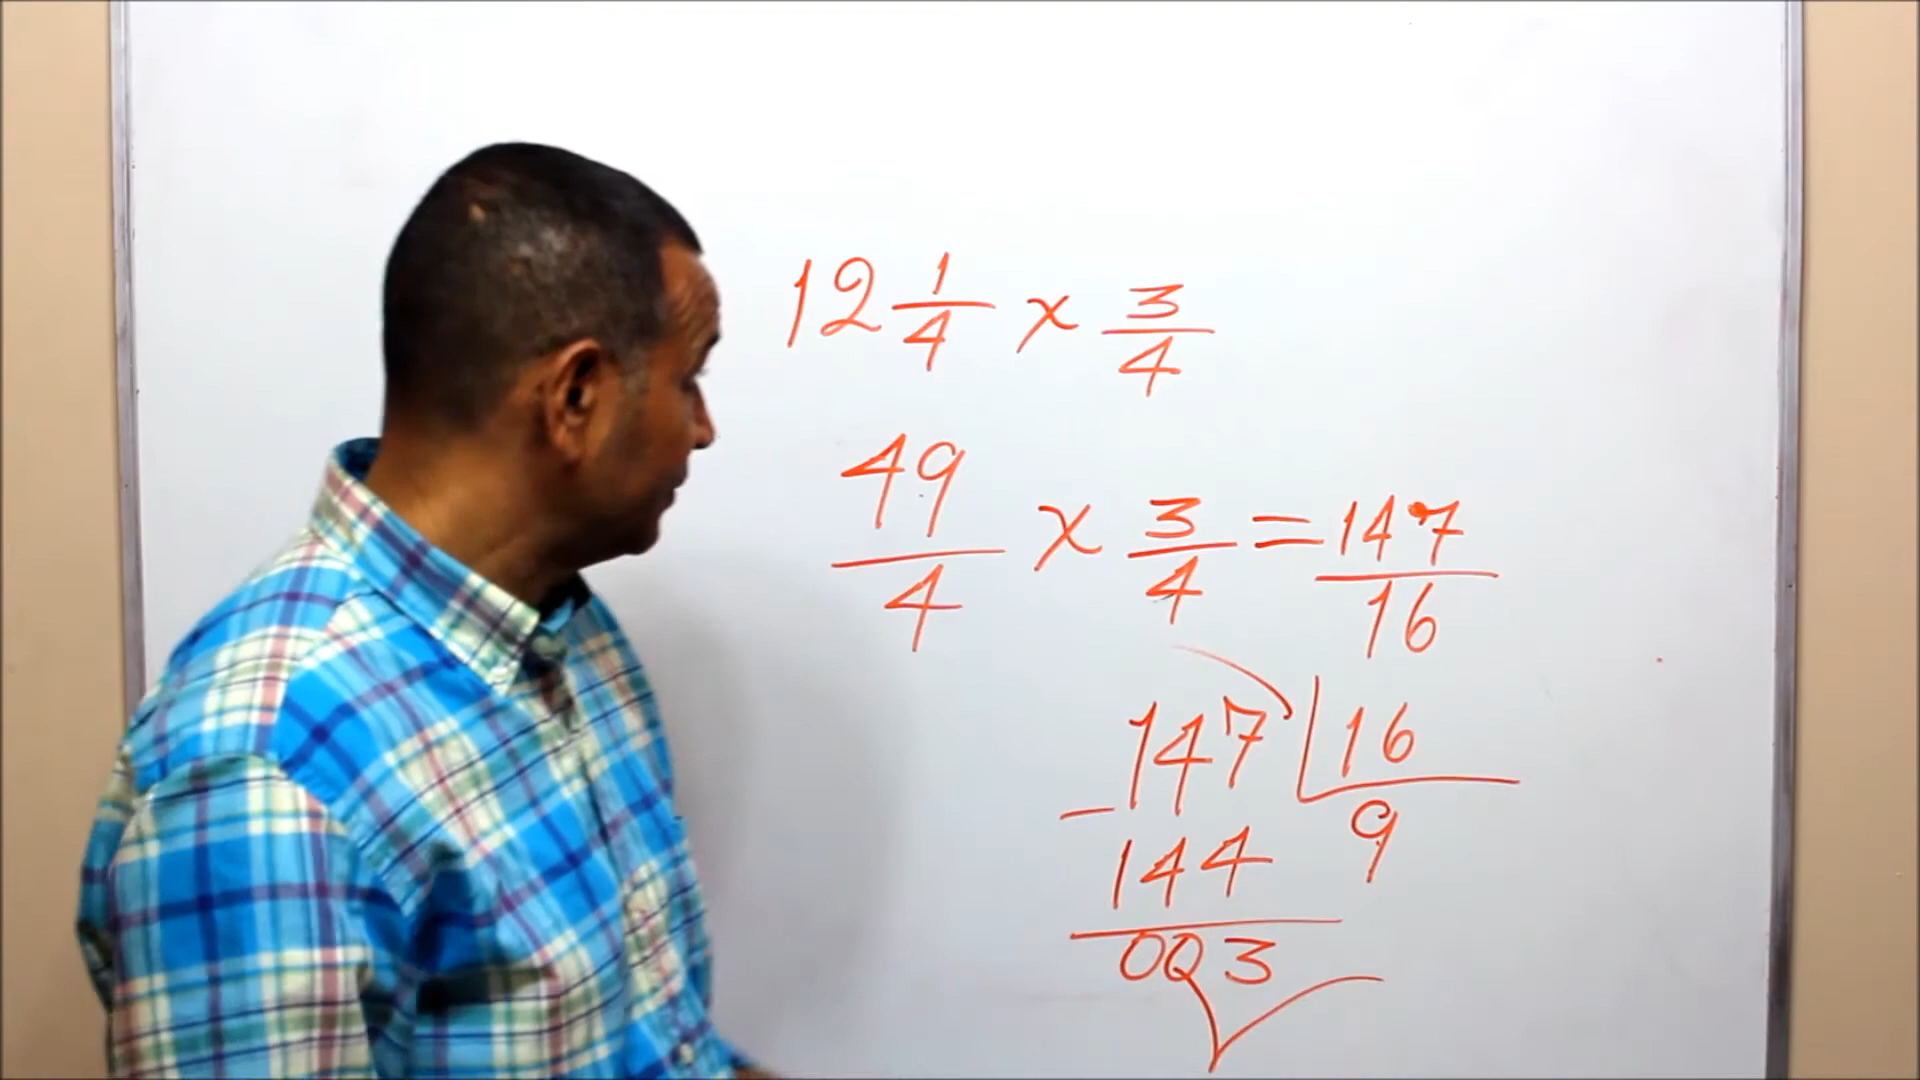 12 1/4 x 3/4
49/4 x 3/4 = 147/16
147 | 16
- 144 9
003